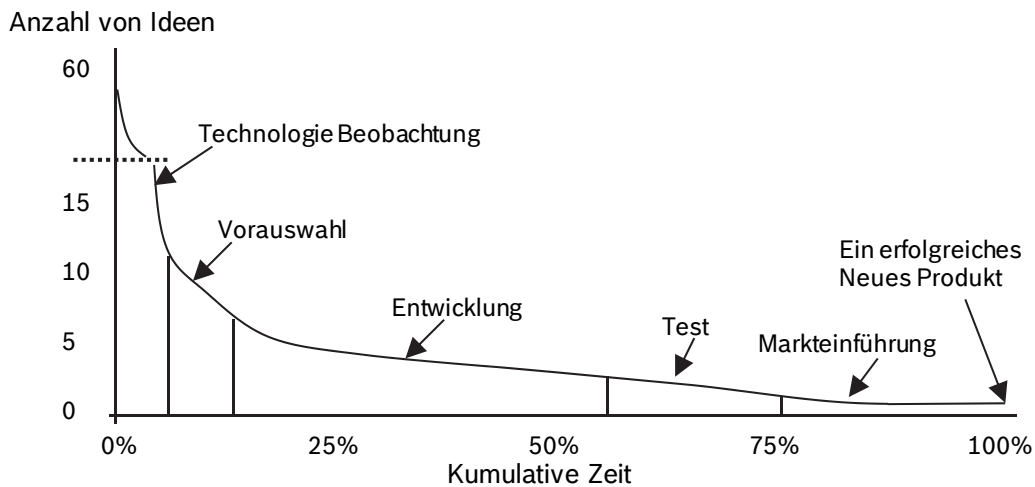 Anzahl von Ideen
60
Technologie Beobachtung
15
Vorauswahl
10
Ein erfolgreiches
Neues Produkt
Entwicklung
Test
5
Markteinführung
0
0%
25%
50%
75%
100%
Kumulative Zeit